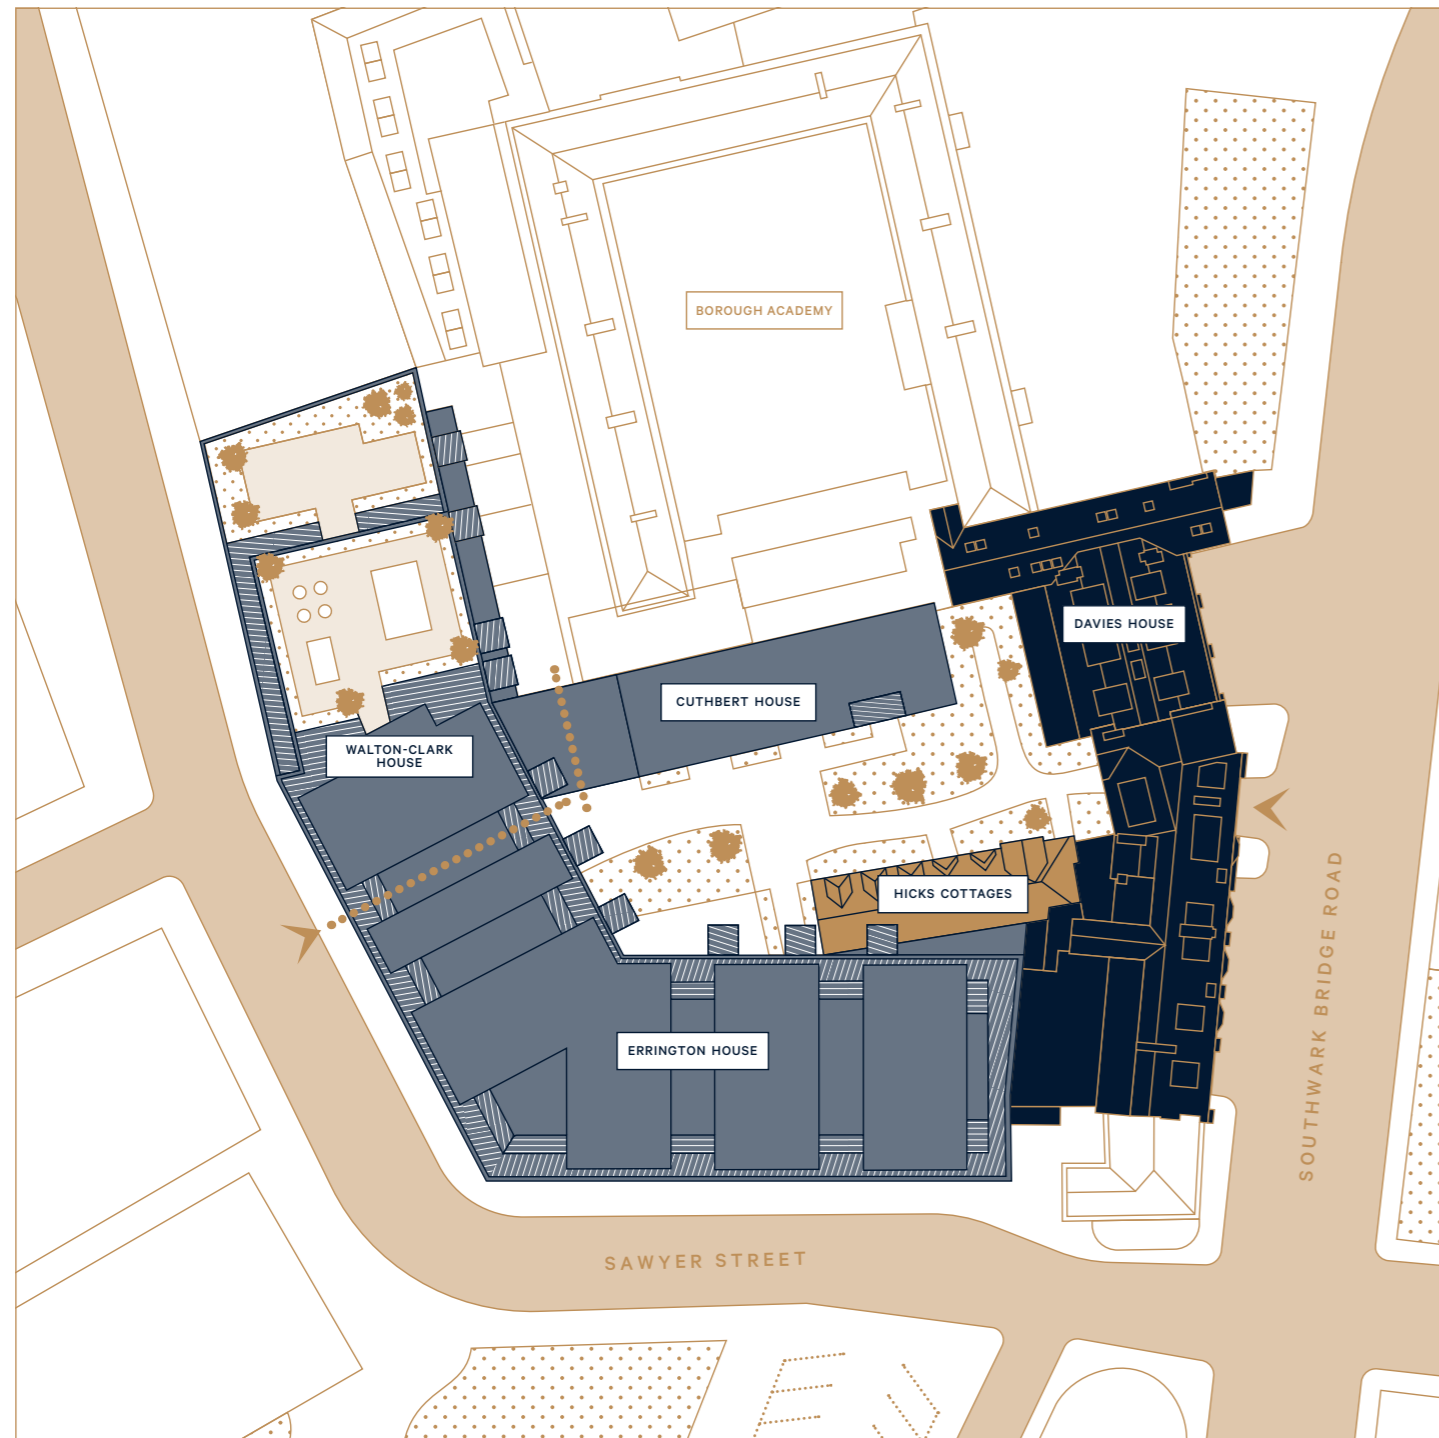 BOROUGH ACADEMY
DAVIES HOUSE
CUTHBERT HOUSE
WALTON-CLARK
HOUSE
HICKS COTTAGES
ERRINGTON HOUSE
SOUTHWARK BRIDGE ROAD
SAWYER STREET